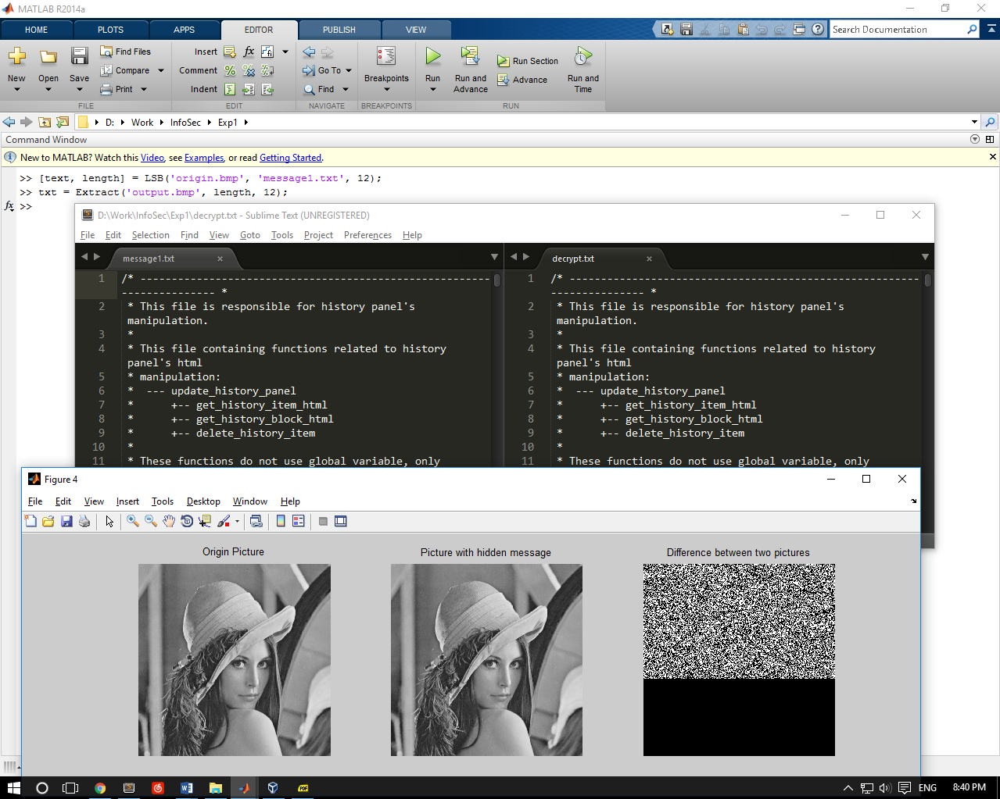 MATLAB R2014a
HOME PLOTS APPS EDITOR PUBLISH VIEW
Search Documentation
New Open Save Find Files Compare Print
FILE
Insert Comment Indent
EDIT
Go To Find
NAVIGATE
Breakpoints
BREAKPOINTS
Run Run and Advance Run Section Advance Run and Time
RUN
D: Work InfoSec Exp1
Command Window
New to MATLAB? Watch this Video, see Examples, or read Getting Started.
>> [text, length] = LSB('origin.bmp', 'message1.txt', 12);
>> txt = Extract('output.bmp', length, 12);
fx >>
D:\Work\InfoSec\Exp1\decrypt.txt - Sublime Text (UNREGISTERED)
File Edit Selection Find View Goto Tools Project Preferences Help
message1.txt
1 /* --------------------------------------------------------
--------------- *
2 * This file is responsible for history panel's
manipulation.
3 *
4 * This file containing functions related to history
panel's html
5 * manipulation:
6 *  --- update_history_panel
7 *      +-- get_history_item_html
8 *      +-- get_history_block_html
9 *      +-- delete_history_item
10 *
11 * These functions do not use global variable, only
decrypt.txt
1 /* --------------------------------------------------------
--------------- *
2 * This file is responsible for history panel's
manipulation.
3 *
4 * This file containing functions related to history
panel's html
5 * manipulation:
6 *  --- update_history_panel
7 *      +-- get_history_item_html
8 *      +-- get_history_block_html
9 *      +-- delete_history_item
10 *
11 * These functions do not use global variable, only
Figure 4
File Edit View Insert Tools Desktop Window Help
Origin Picture
Picture with hidden message
Difference between two pictures
ENG 8:40 PM